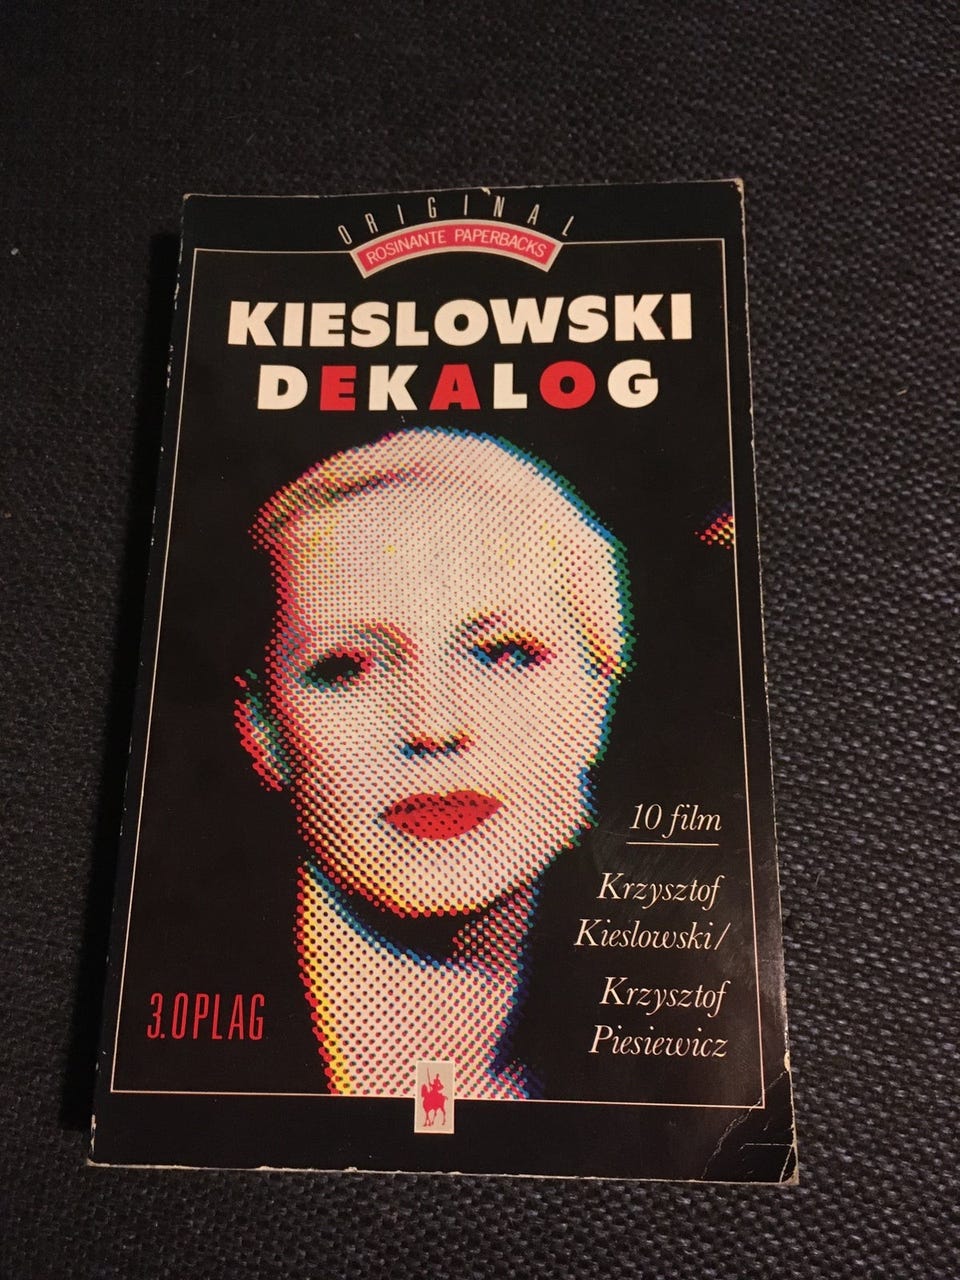 ORIGINAL
ROSINANTE PAPERBACKS
KIESLOWSKI
DEKALOG
10 film
Krzysztof
Kieslowski/
Krzysztof
Piesiewicz
3.OPLAG